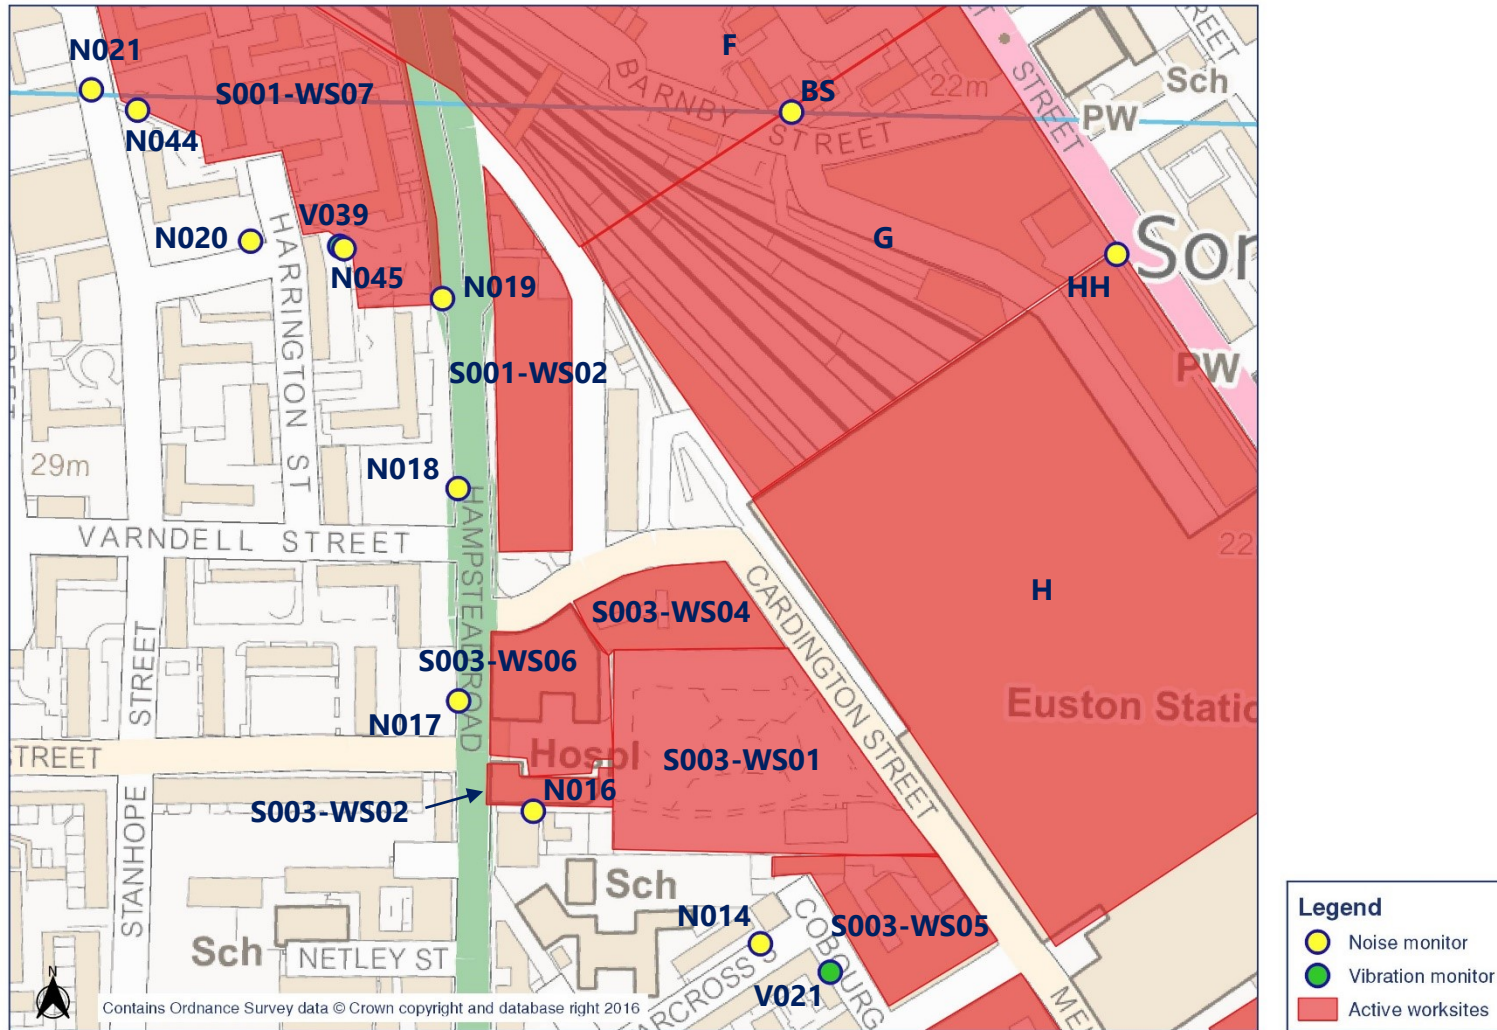 N021
N044
S001-WS07
F
BS
BARNBY STREET
22m
STREET
Sch
PW
REET
STREET
V039
N020
N045
N019
HARRINGTON ST
G
HH
Sor
PW
S001-WS02
29m
N018
VARNDELL STREET
HAMPSTEAD ROAD
22
H
CARDINGTON STREET
S003-WS04
S003-WS06
N017
Euston Static
TREET
Hospl
S003-WS01
S003-WS02
N016
STANHOPE STREET
Sch
N014
S003-WS05
COBOURG
Sch
NETLEY ST
V021
ARCROSS S
ME
N
Contains Ordnance Survey data © Crown copyright and database right 2016
Legend
Noise monitor
Vibration monitor
Active worksites